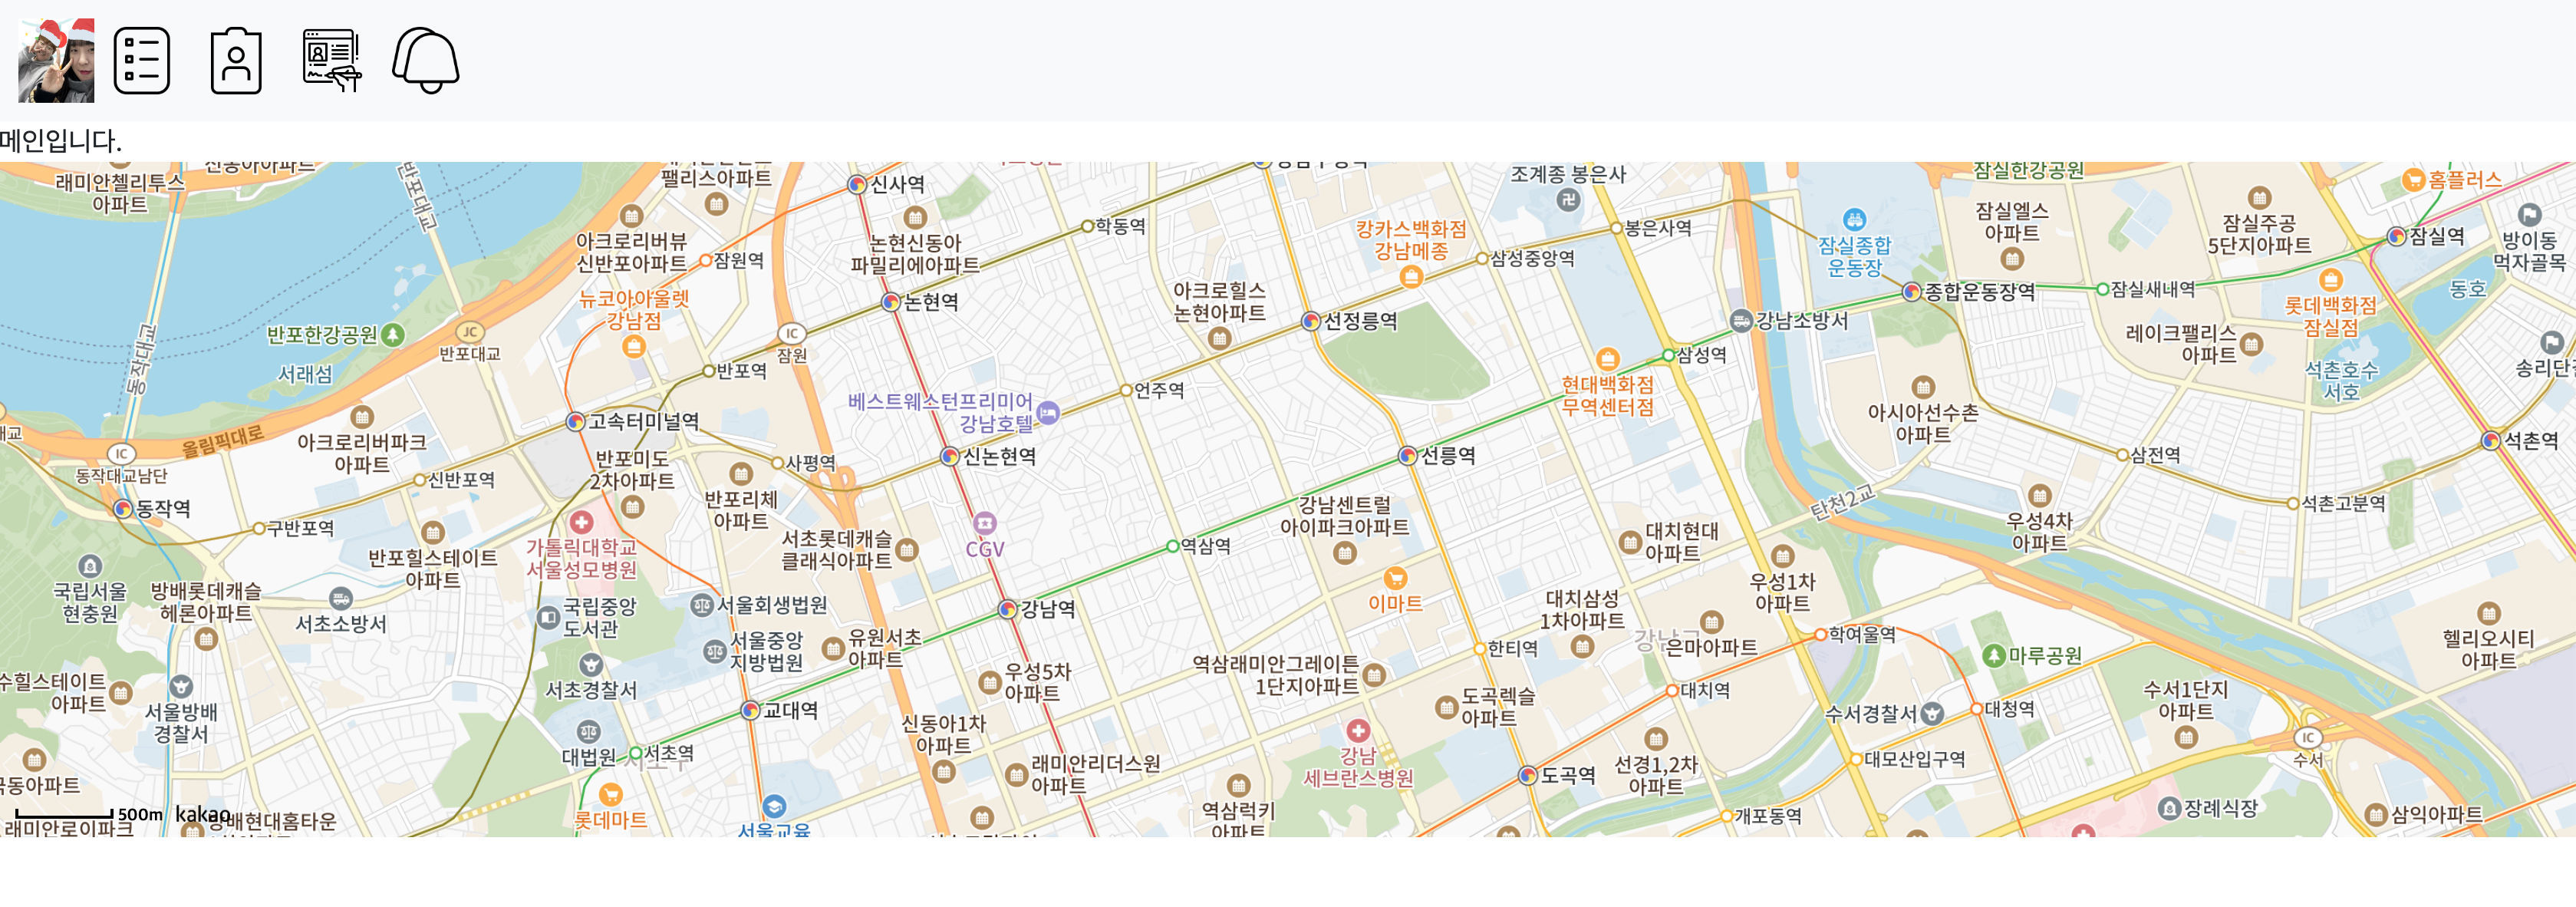 메인입니다.
래미안첼리투스
아파트
반포대교
팰리스아파트
신사역
조계종 봉은사
잠실한강공원
홈플러스
아크로리버뷰
신반포아파트
잠원역
논현신동아
파밀리에아파트
학동역
캉카스백화점
강남메종
삼성중앙역
봉은사역
잠실종합
운동장
잠실엘스
아파트
잠실주공
5단지아파트
잠실역
방이동
먹자골목
뉴코아아울렛
강남점
논현역
아크로힐스
논현아파트
선정릉역
강남소방서
종합운동장역
잠실새내역
롯데백화점
잠실점
동호
반포한강공원
JC
반포대교
IC
잠원
동작대교
서래섬
반포역
언주역
삼성역
레이크팰리스
아파트
석촌호수
서호
베스트웨스턴프리미어
강남호텔
현대백화점
무역센터점
아시아선수촌
아파트
올림픽대로
아크로리버파크
아파트
고속터미널역
신논현역
선릉역
삼전역
석촌역
IC
동작대교남단
신반포역
반포미도
2차아파트
사평역
반포리체
아파트
동작역
구반포역
강남센트럴
아이파크아파트
탄천2교
석촌고분역
반포힐스테이트
아파트
가톨릭대학교
서울성모병원
서초롯데캐슬
클래식아파트
CGV
역삼역
대치현대
아파트
우성4차
아파트
국립서울
현충원
방배롯데캐슬
헤론아파트
서초소방서
국립중앙
도서관
서울회생법원
강남역
이마트
대치삼성
1차아파트
우성1차
아파트
서울중앙
지방법원
유원서초
아파트
한티역
은마아파트
학여울역
마루공원
헬리오시티
아파트
서초경찰서
우성5차
아파트
역삼래미안그레이튼
1단지아파트
도곡렉슬
아파트
대치역
수서경찰서
대청역
수서1단지
아파트
서울방배
경찰서
교대역
신동아1차
아파트
대법원
서초역
래미안리더스원
아파트
강남
세브란스병원
도곡역
선경1,2차
아파트
대모산입구역
IC
수서
500m
kakao
롯데마트
서울교육
역삼럭키
아파트
개포동역
장례식장
삼익아파트
래미안로이파크